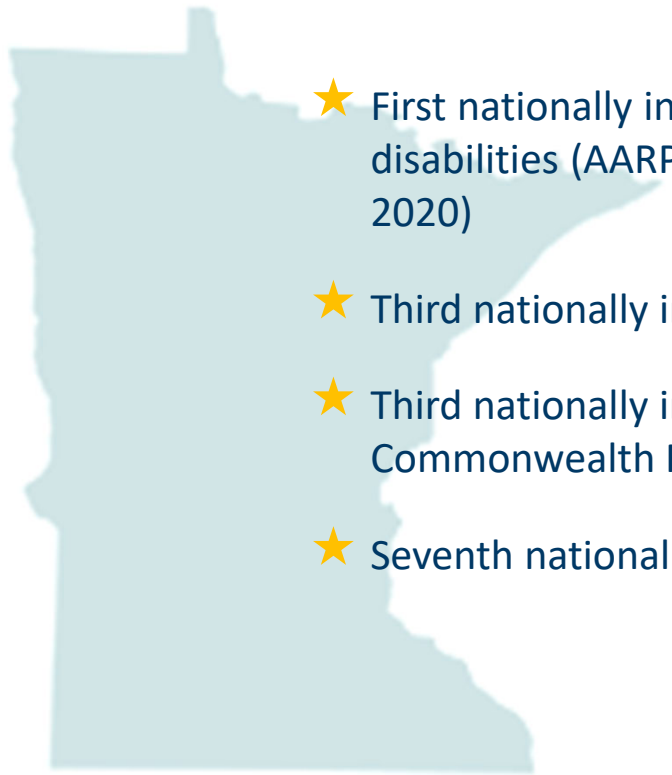 First nationally in
disabilities (AARP
2020)
Third nationally i
Third nationally i
Commonwealth
Seventh national